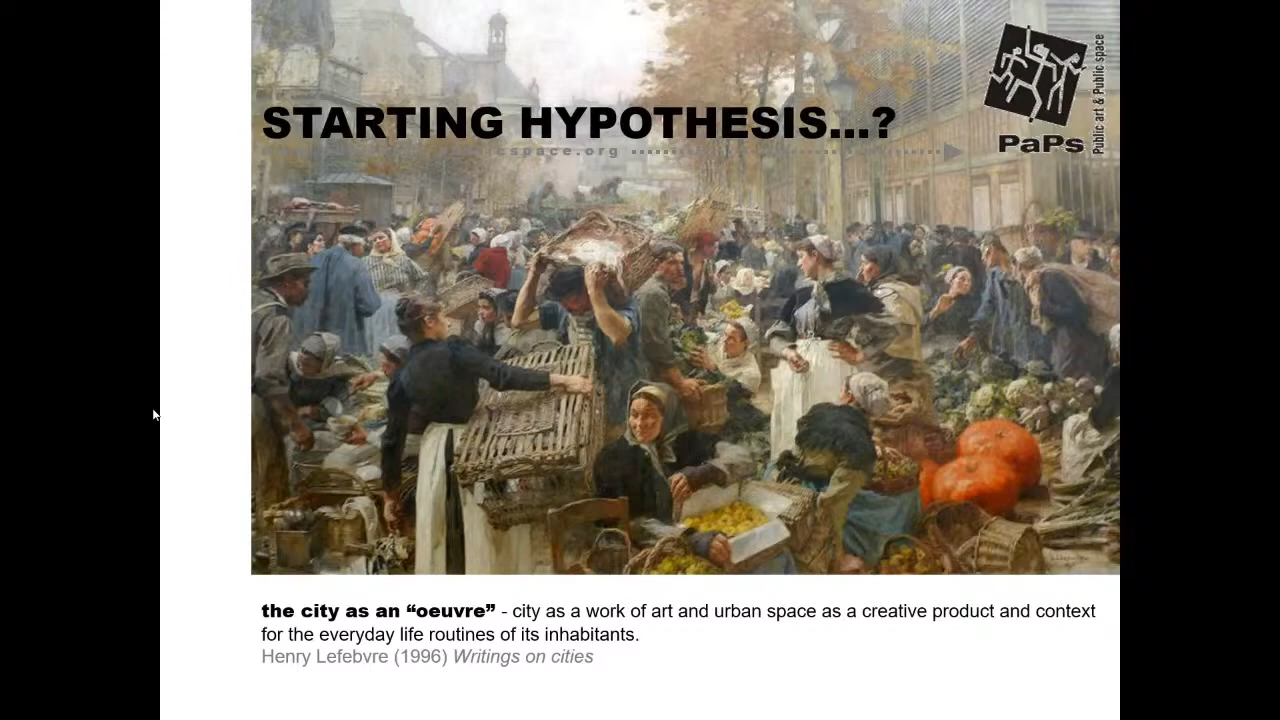 STARTING HYPOTHESIS...?
cspace.org
PaPs
Public art & Public space
the city as an “oeuvre” - city as a work of art and urban space as a creative product and context
for the everyday life routines of its inhabitants.
Henry Lefebvre (1996) Writings on cities